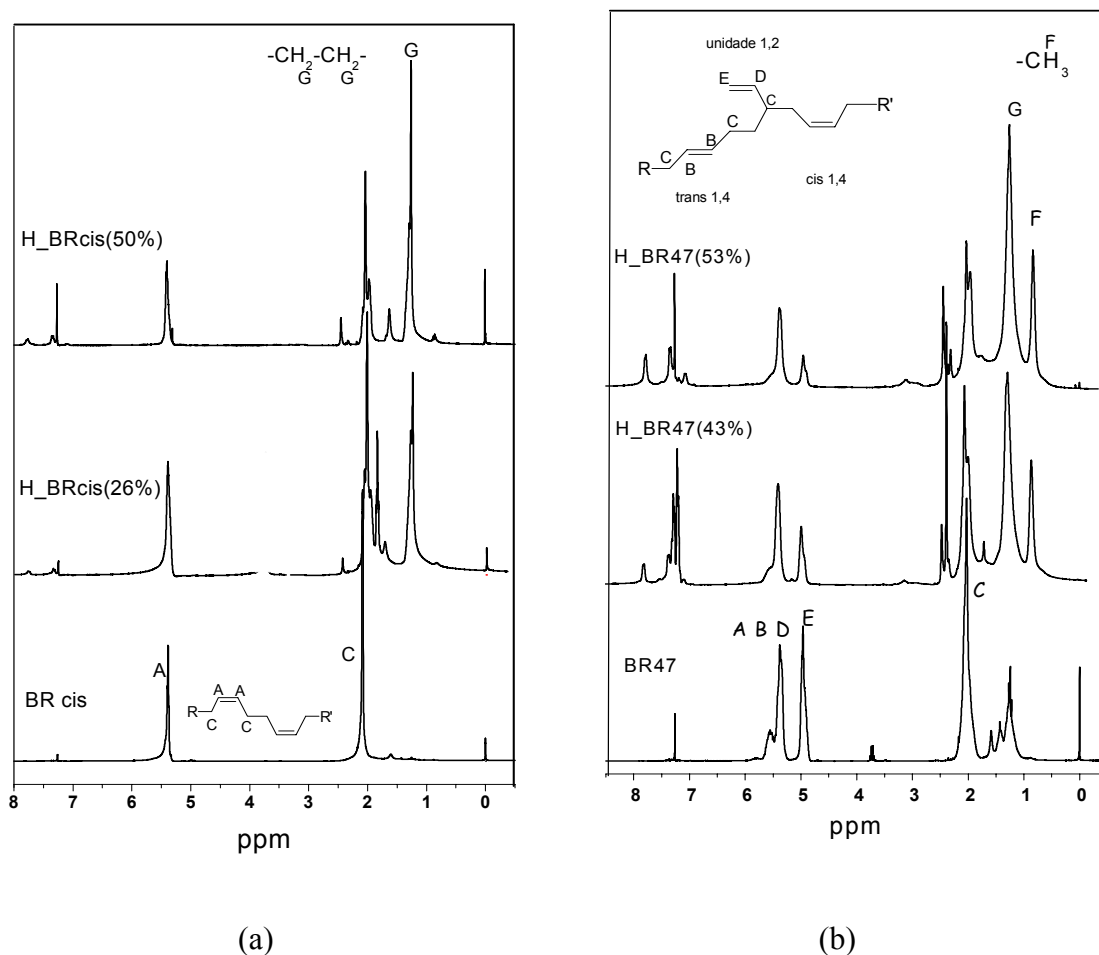 -CH2-CH2-
G G
G
H_BRcis(50%)
H_BRcis(26%)
BR cis
A
C
A A
R R'
C C
8 7 6 5 4 3 2 1 0
ppm
(a)
unidade 1,2
F
-CH3
E D
C
R'
C
B
C
B
R
cis 1,4
trans 1,4
G
F
H_BR47(53%)
H_BR47(43%)
C
A B D E
BR47
8 7 6 5 4 3 2 1 0
ppm
(b)